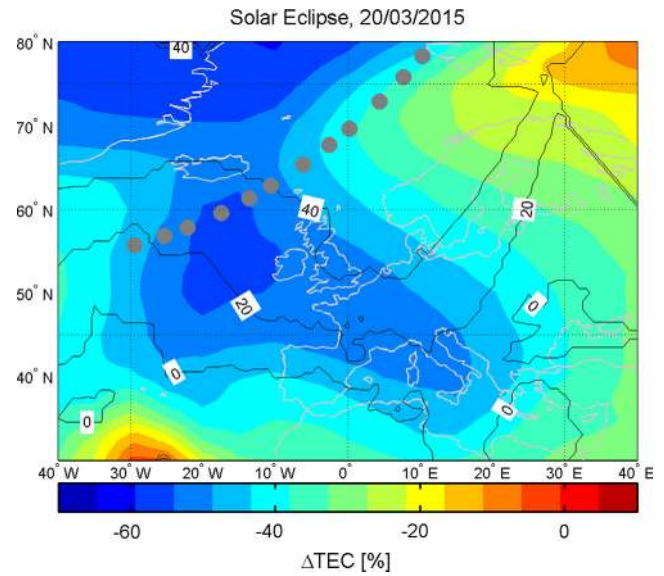 Solar Eclipse, 20/03/2015
80° N
40
70° N
60° N
40
20
50° N
20
0
40° N
0
0
0
40° W
30° W
20° W
10° W
0°
10° E
20° E
30° E
40° E
-60
-40
-20
0
ΔTEC [%]